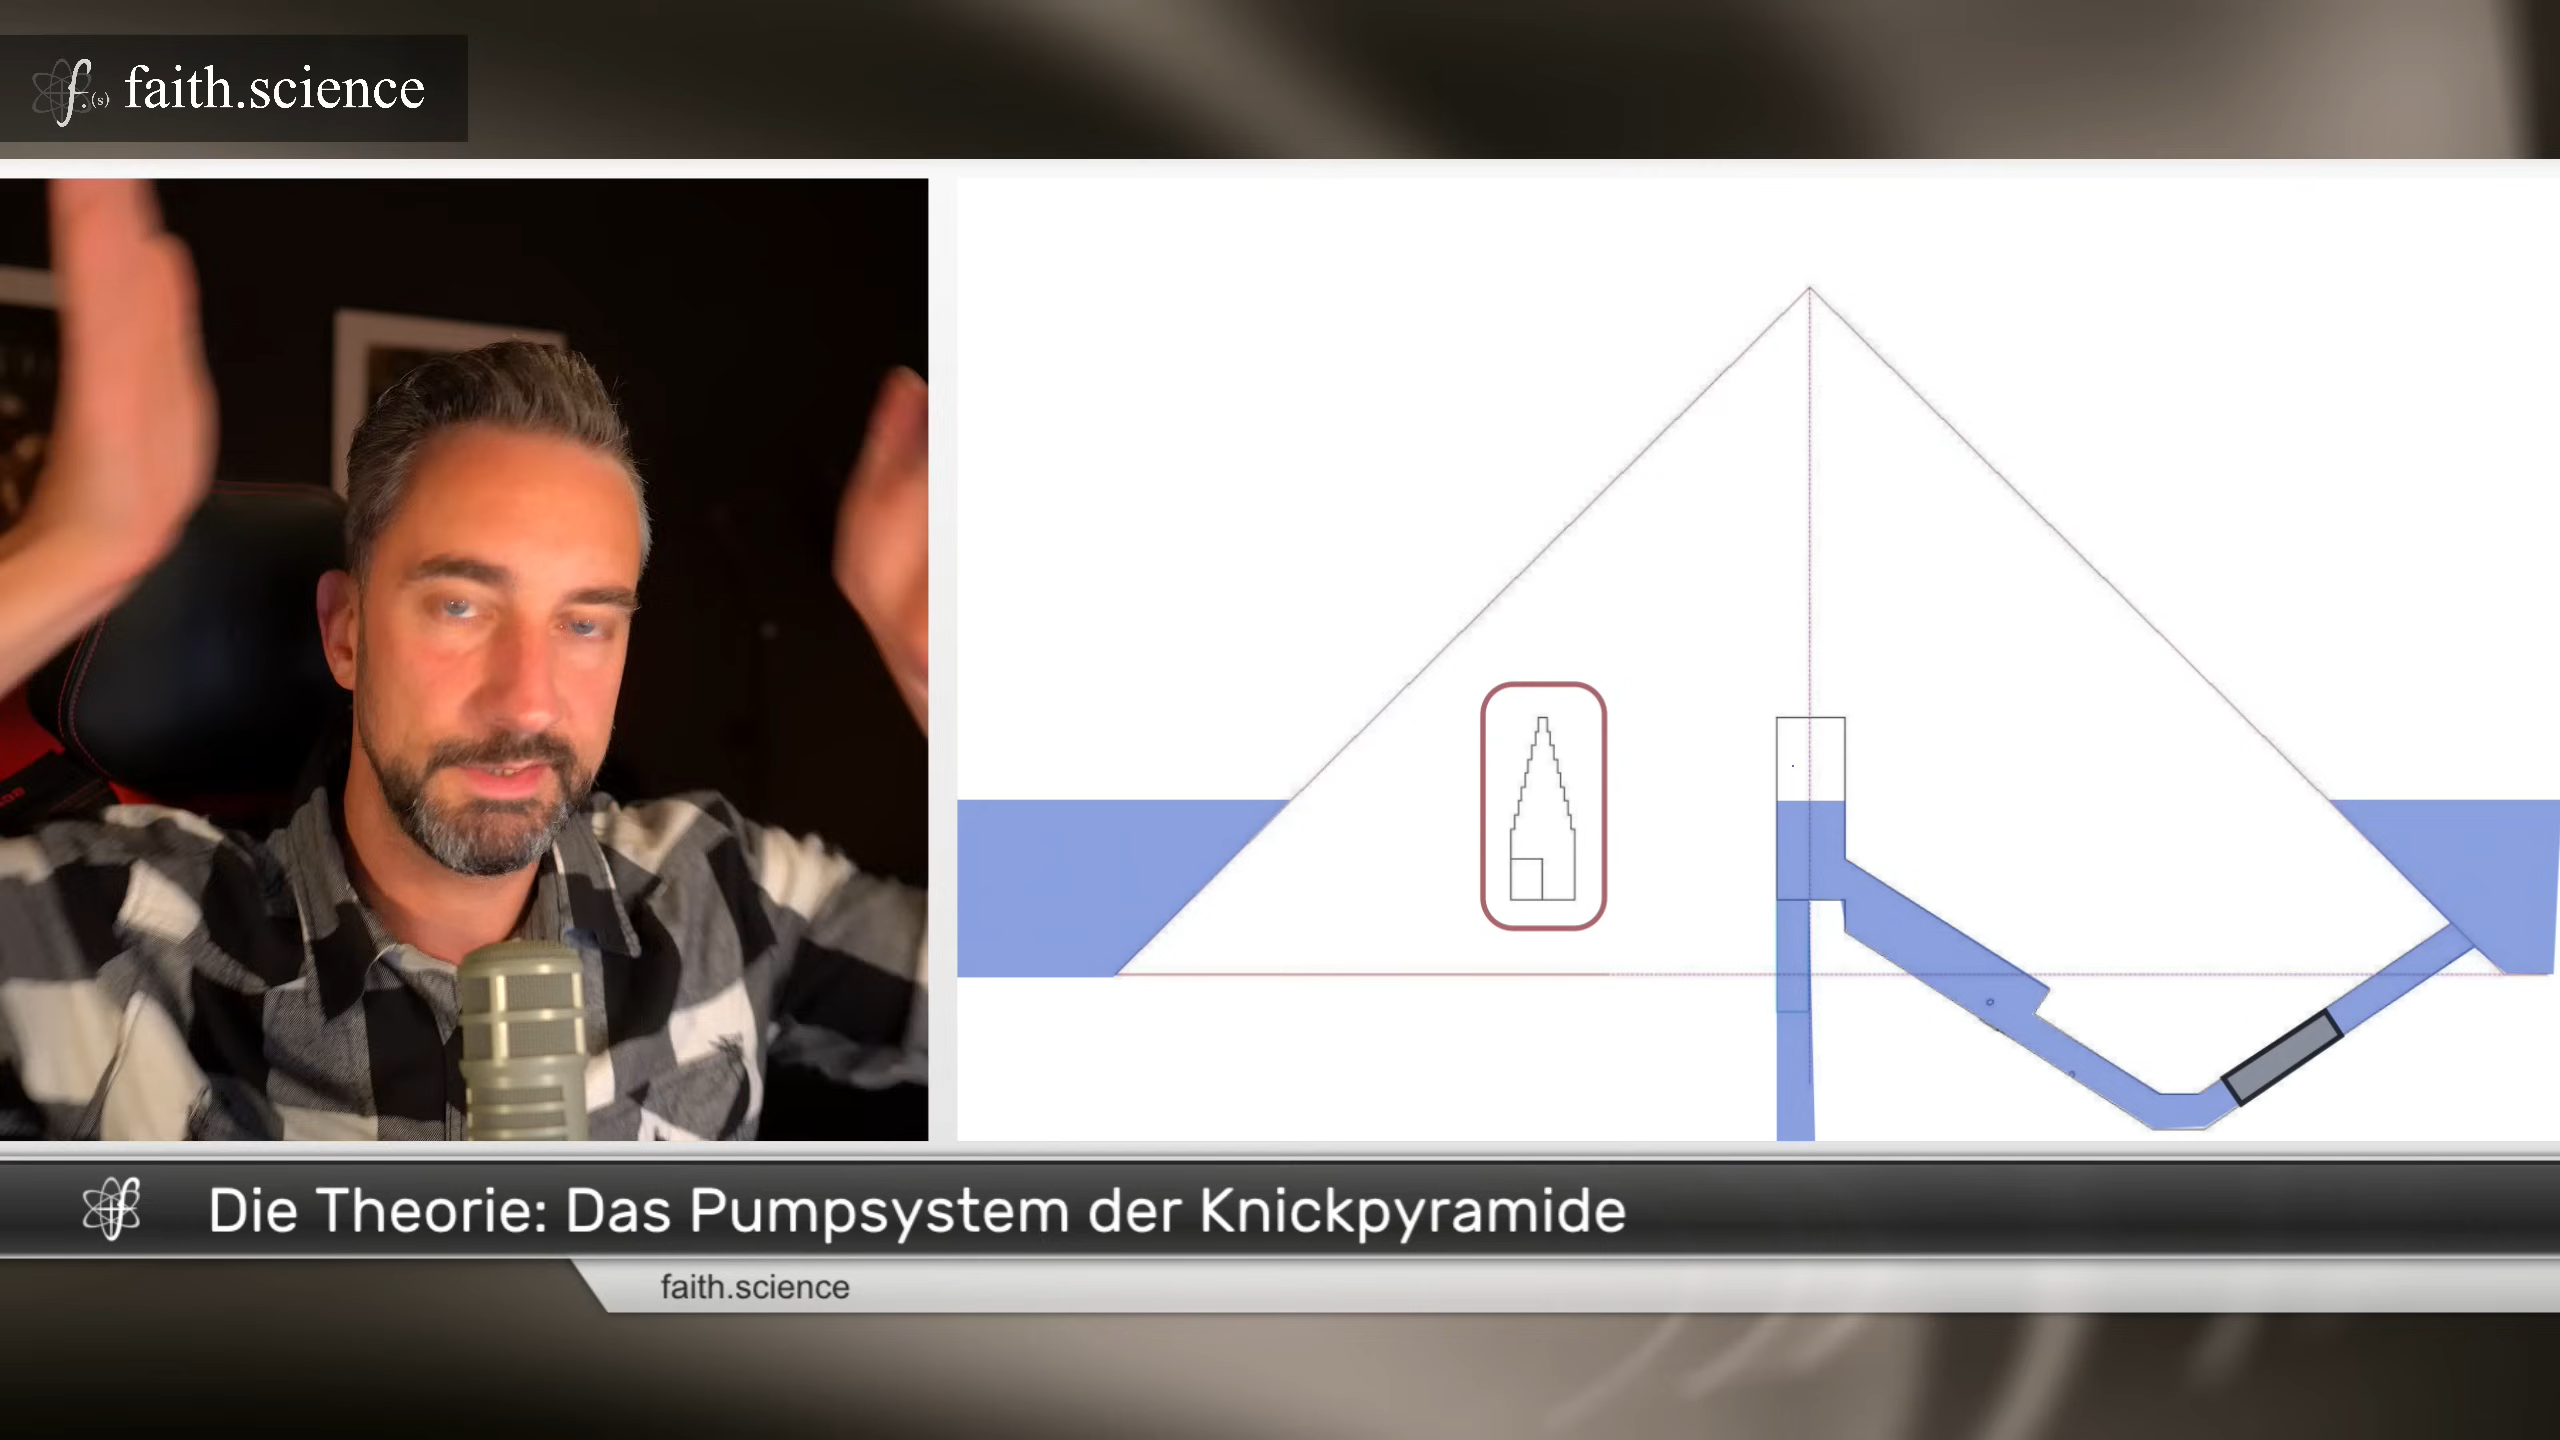 f.(s) faith.science
Die Theorie: Das Pumpsystem der Knickpyramide
faith.science